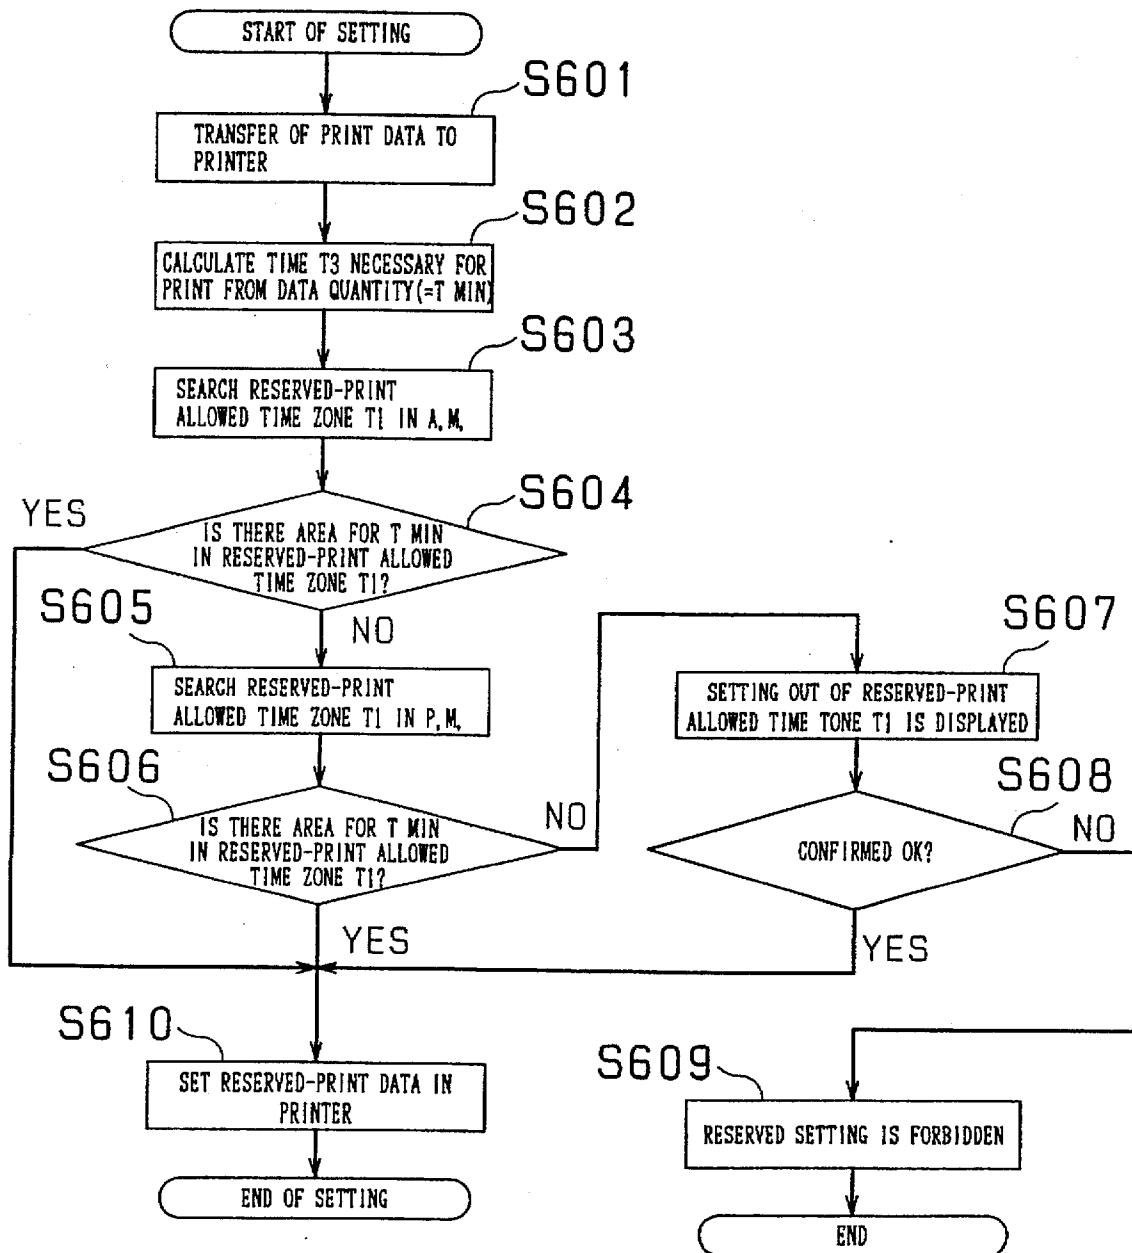 START OF SETTING
S601
TRANSFER OF PRINT DATA TO
PRINTER
S602
CALCULATE TIME T3 NECESSARY FOR
PRINT FROM DATA QUANTITY(=T MIN)
S603
SEARCH RESERVED-PRINT
ALLOWED TIME ZONE T1 IN A.M.
S604
YES
IS THERE AREA FOR T MIN
IN RESERVED-PRINT ALLOWED
TIME ZONE T1?
S605
NO
SEARCH RESERVED-PRINT
ALLOWED TIME ZONE T1 IN P.M.
S606
IS THERE AREA FOR T MIN
IN RESERVED-PRINT ALLOWED
TIME ZONE T1?
NO
YES
S607
SETTING OUT OF RESERVED-PRINT
ALLOWED TIME TONE T1 IS DISPLAYED
S608
CONFIRMED OK?
NO
YES
S610
SET RESERVED-PRINT DATA IN
PRINTER
END OF SETTING
S609
RESERVED SETTING IS FORBIDDEN
END